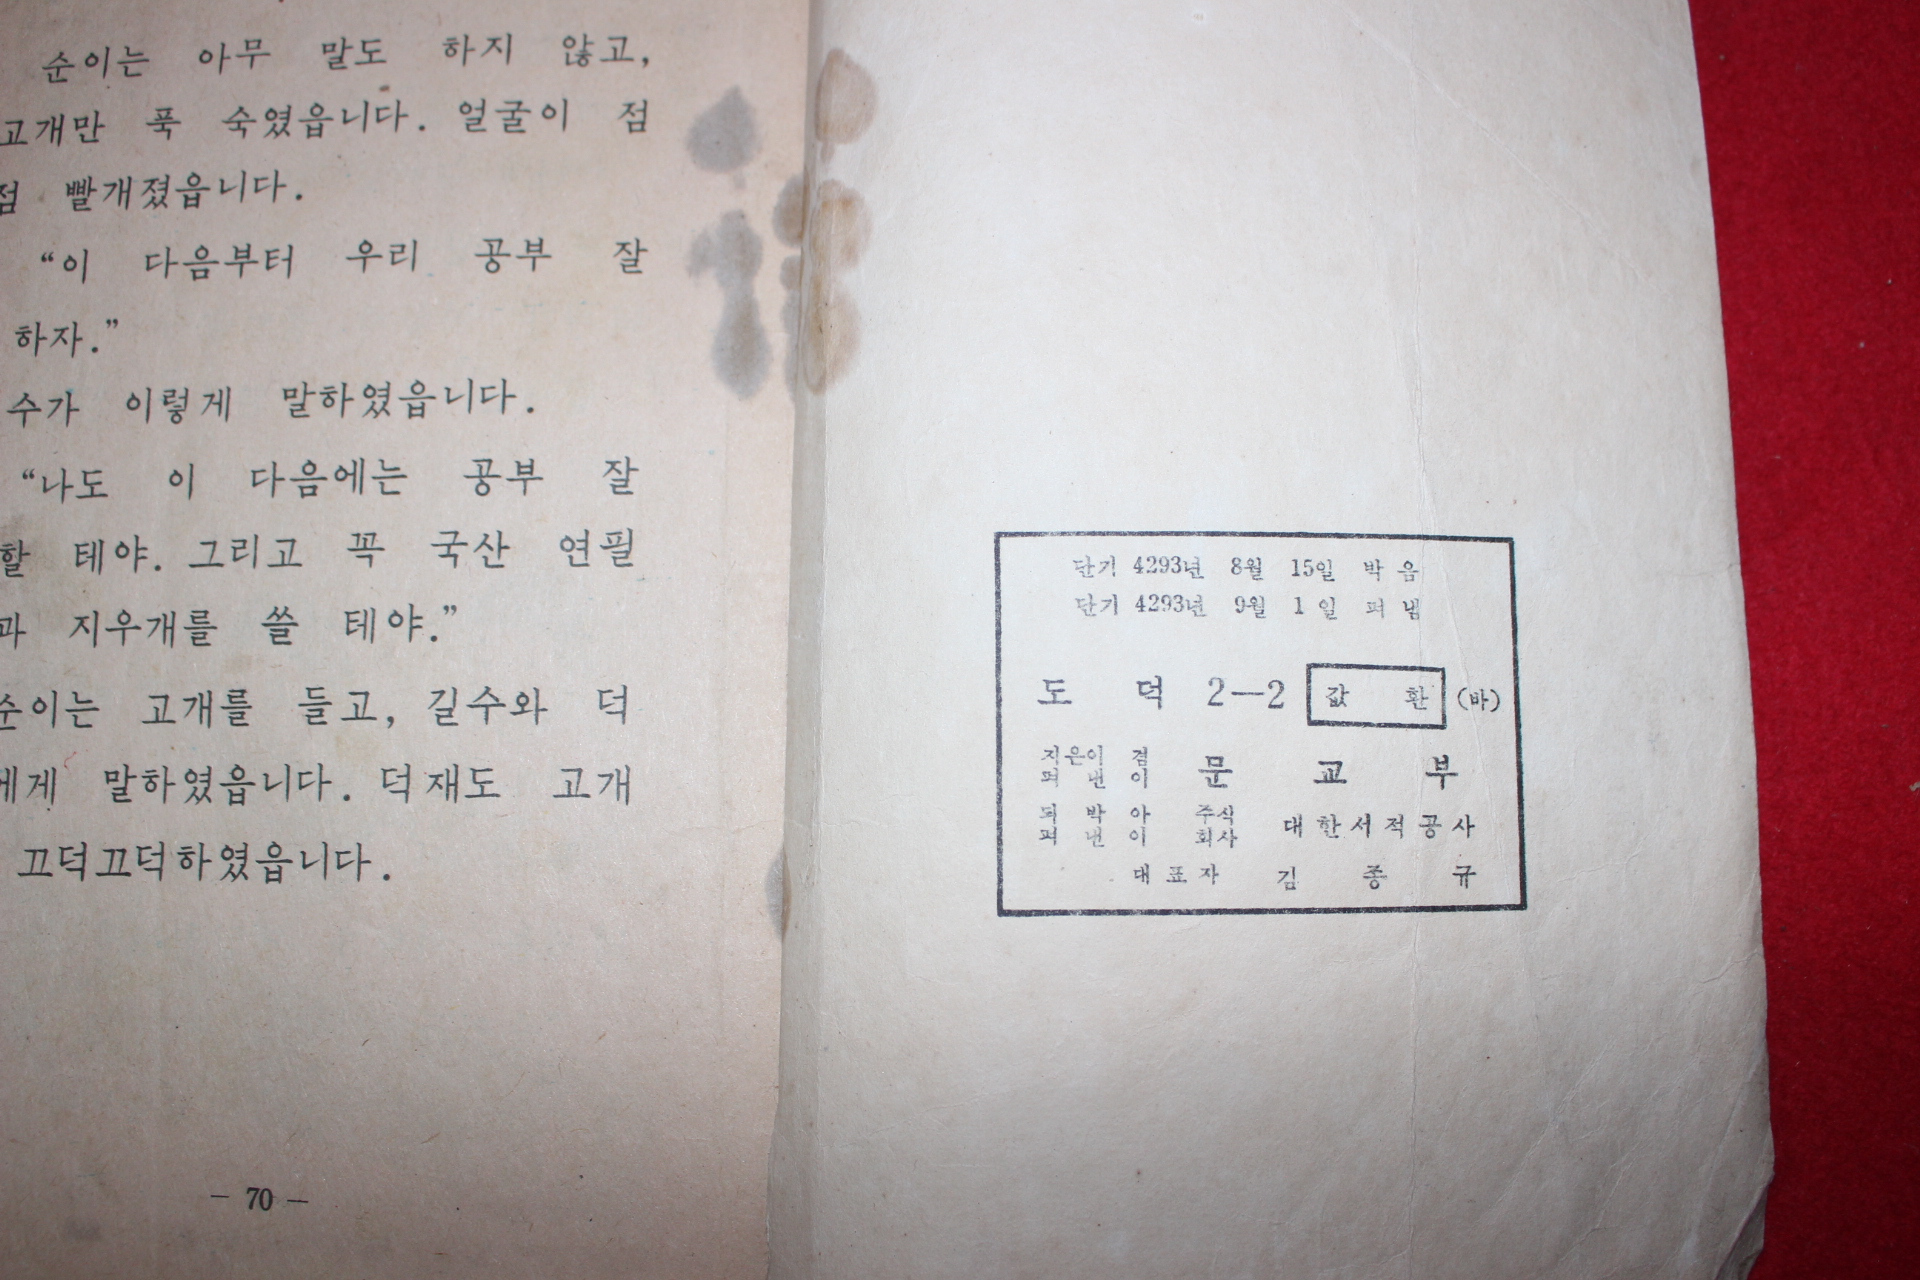 순이는 아무 말도 하지 않고,
고개만 푹 숙였읍니다. 얼굴이 점
점 빨개졌읍니다.
“이 다음부터 우리 공부 잘
하자.”
수가 이렇게 말하였읍니다.
“나도 이 다음에는 공부 잘
할 테야. 그리고 꼭 국산 연필
과 지우개를 쓸 테야.”
순이는 고개를 들고, 길수와 덕
에게 말하였읍니다. 덕재도 고개
끄덕끄덕하였읍니다.
— 70 —
단기 4293년 8월 15일 박음
단기 4293년 9월 1일 펴냄
도덕 2—2 값 환 (바)
지은이 겸
펴낸이 문교부
박아
펴낸이 주식회사 대한서적공사
대표자 김종규